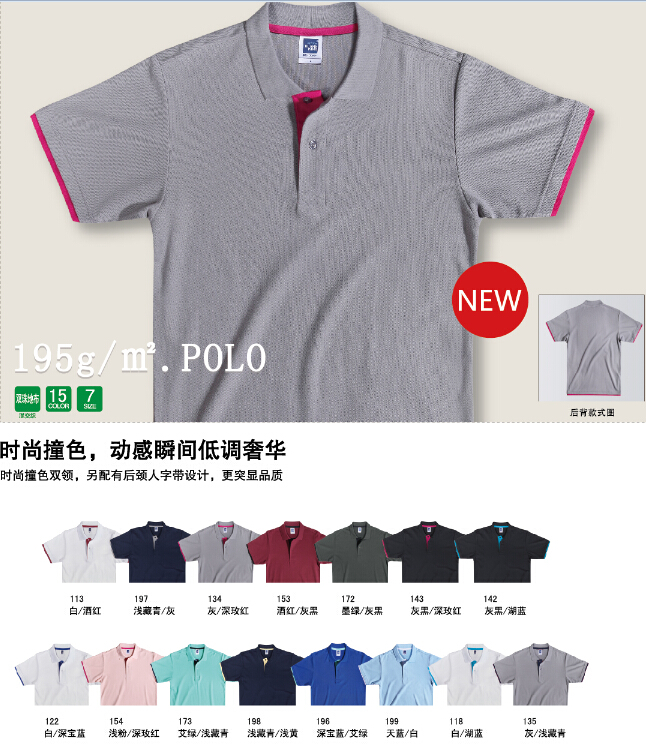 NEW
195g/m². POLO
双珠地布 15 COLOR 7 SIZE
后背款式图
时尚撞色，动感瞬间低调奢华
时尚撞色双领，另配有后颈人字带设计，更突显品质
113 197 134 153 172 143 142
白/酒红 浅藏青/灰 灰/深玫红 酒红/灰黑 墨绿/灰黑 灰黑/深玫红 灰黑/湖蓝
122 154 173 198 196 199 118 135
白/深宝蓝 浅粉/深玫红 艾绿/浅藏青 浅藏青/浅黄 深宝蓝/艾绿 天蓝/白 白/湖蓝 灰/浅藏青